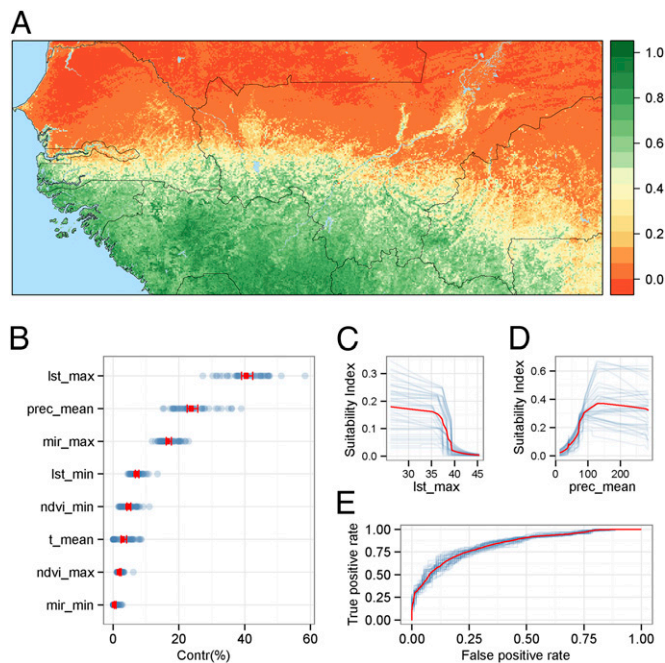 A
1.0
0.8
0.6
0.4
0.2
0.0
B
lst_max
prec_mean
mir_max
lst_min
ndvi_min
t_mean
ndvi_max
mir_min
0 20 40 60
Contr(%)
C
Suitability Index
0.3
0.2
0.1
0.0
30 35 40 45
lst_max
D
Suitability Index
0.6
0.4
0.2
0.0
0 100 200
prec_mean
E
True positive rate
1.00
0.75
0.50
0.25
0.00
0.00 0.25 0.50 0.75 1.00
False positive rate